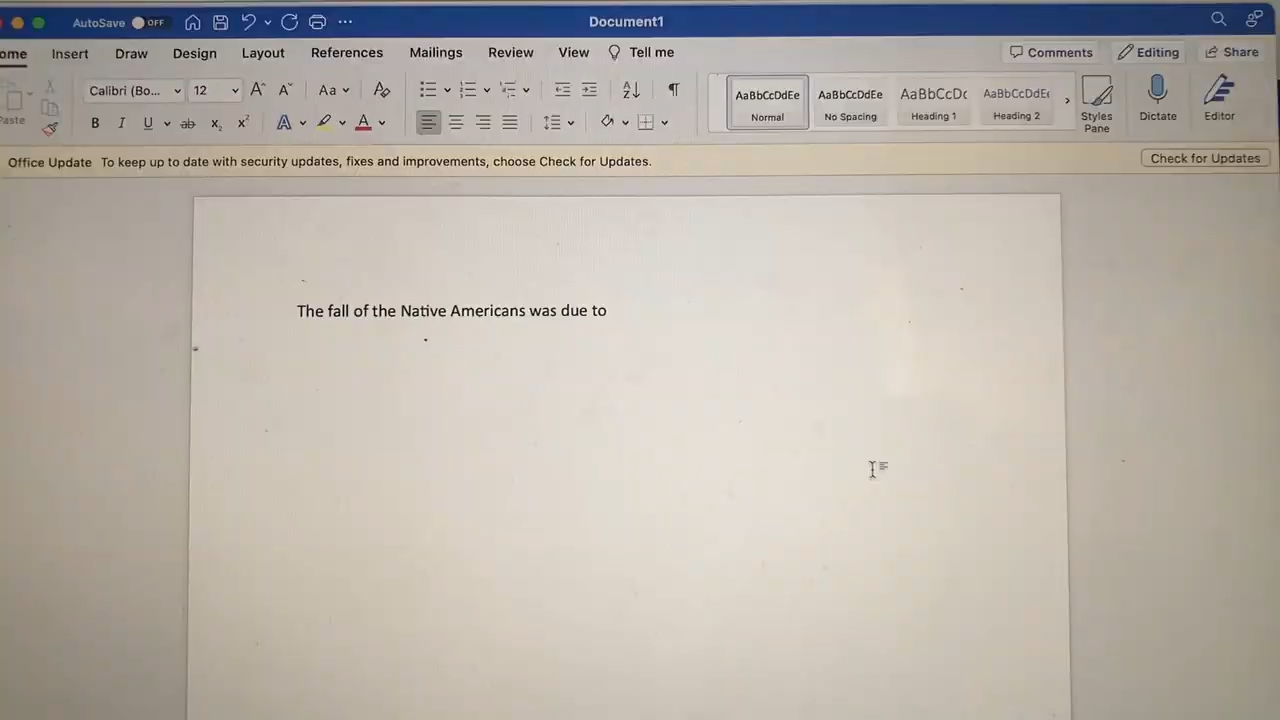 AutoSave OFF Document1
ome Insert Draw Design Layout References Mailings Review View Tell me Comments Editing Share
Paste Calibri (Bo... 12 A A Aa A AaBbCcDdEe AaBbCcDdEe AaBbCcDc AaBbCcDdEe
Normal No Spacing Heading 1 Heading 2 Styles Pane Dictate Editor
B I U ab x₂ x² A A
Office Update To keep up to date with security updates, fixes and improvements, choose Check for Updates. Check for Updates
The fall of the Native Americans was due to